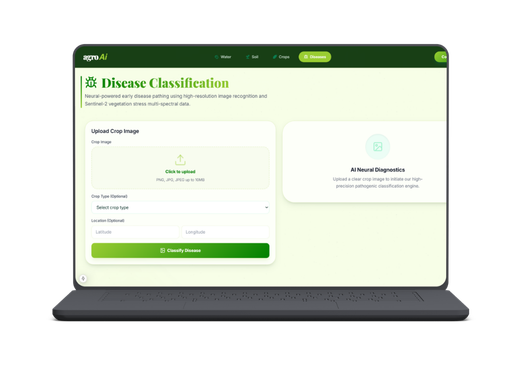 agro Ai
Water
Soil
Crops
Diseases
Disease Classification
Neural-powered early disease pathing using high-resolution image recognition and
Sentinel-2 vegetation stress multi-spectral data.
Upload Crop Image
Crop Image
Click to upload
PNG, JPG, JPEG up to 10MB
Crop Type (Optional)
Select crop type
Location (Optional)
Latitude
Longitude
Classify Disease
AI Neural Diagnostics
Upload a clear crop image to initiate our high-
precision pathogenic classification engine.